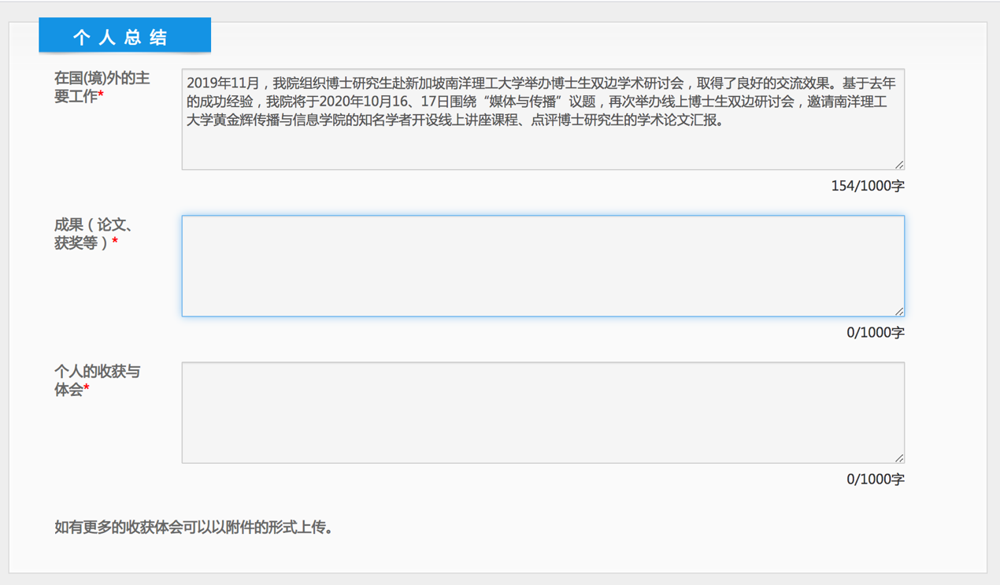 个人总结
在国(境)外的主
要工作*
2019年11月，我院组织博士研究生赴新加坡南洋理工大学举办博士生双边学术研讨会，取得了良好的交流效果。基于去年
的成功经验，我院将于2020年10月16、17日围绕“媒体与传播”议题，再次举办线上博士生双边研讨会，邀请南洋理工
大学黄金辉传播与信息学院的知名学者开设线上讲座课程、点评博士研究生的学术论文汇报。
154/1000字
成果（论文、
获奖等）*
0/1000字
个人的收获与
体会*
0/1000字
如有更多的收获体会可以以附件的形式上传。